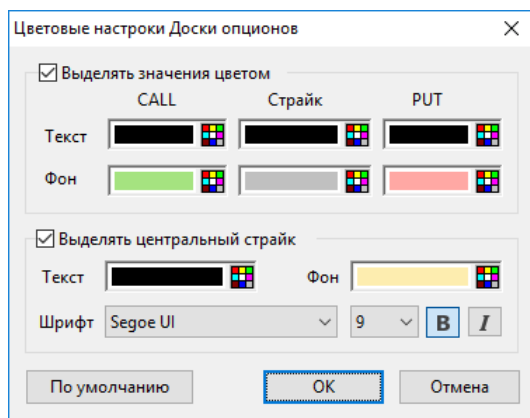 Цветовые настройки Доски опционов
Выделять значения цветом
CALL Страйк PUT
Текст
Фон
Выделять центральный страйк
Текст Фон
Шрифт Segoe UI 9 B I
По умолчанию OK Отмена